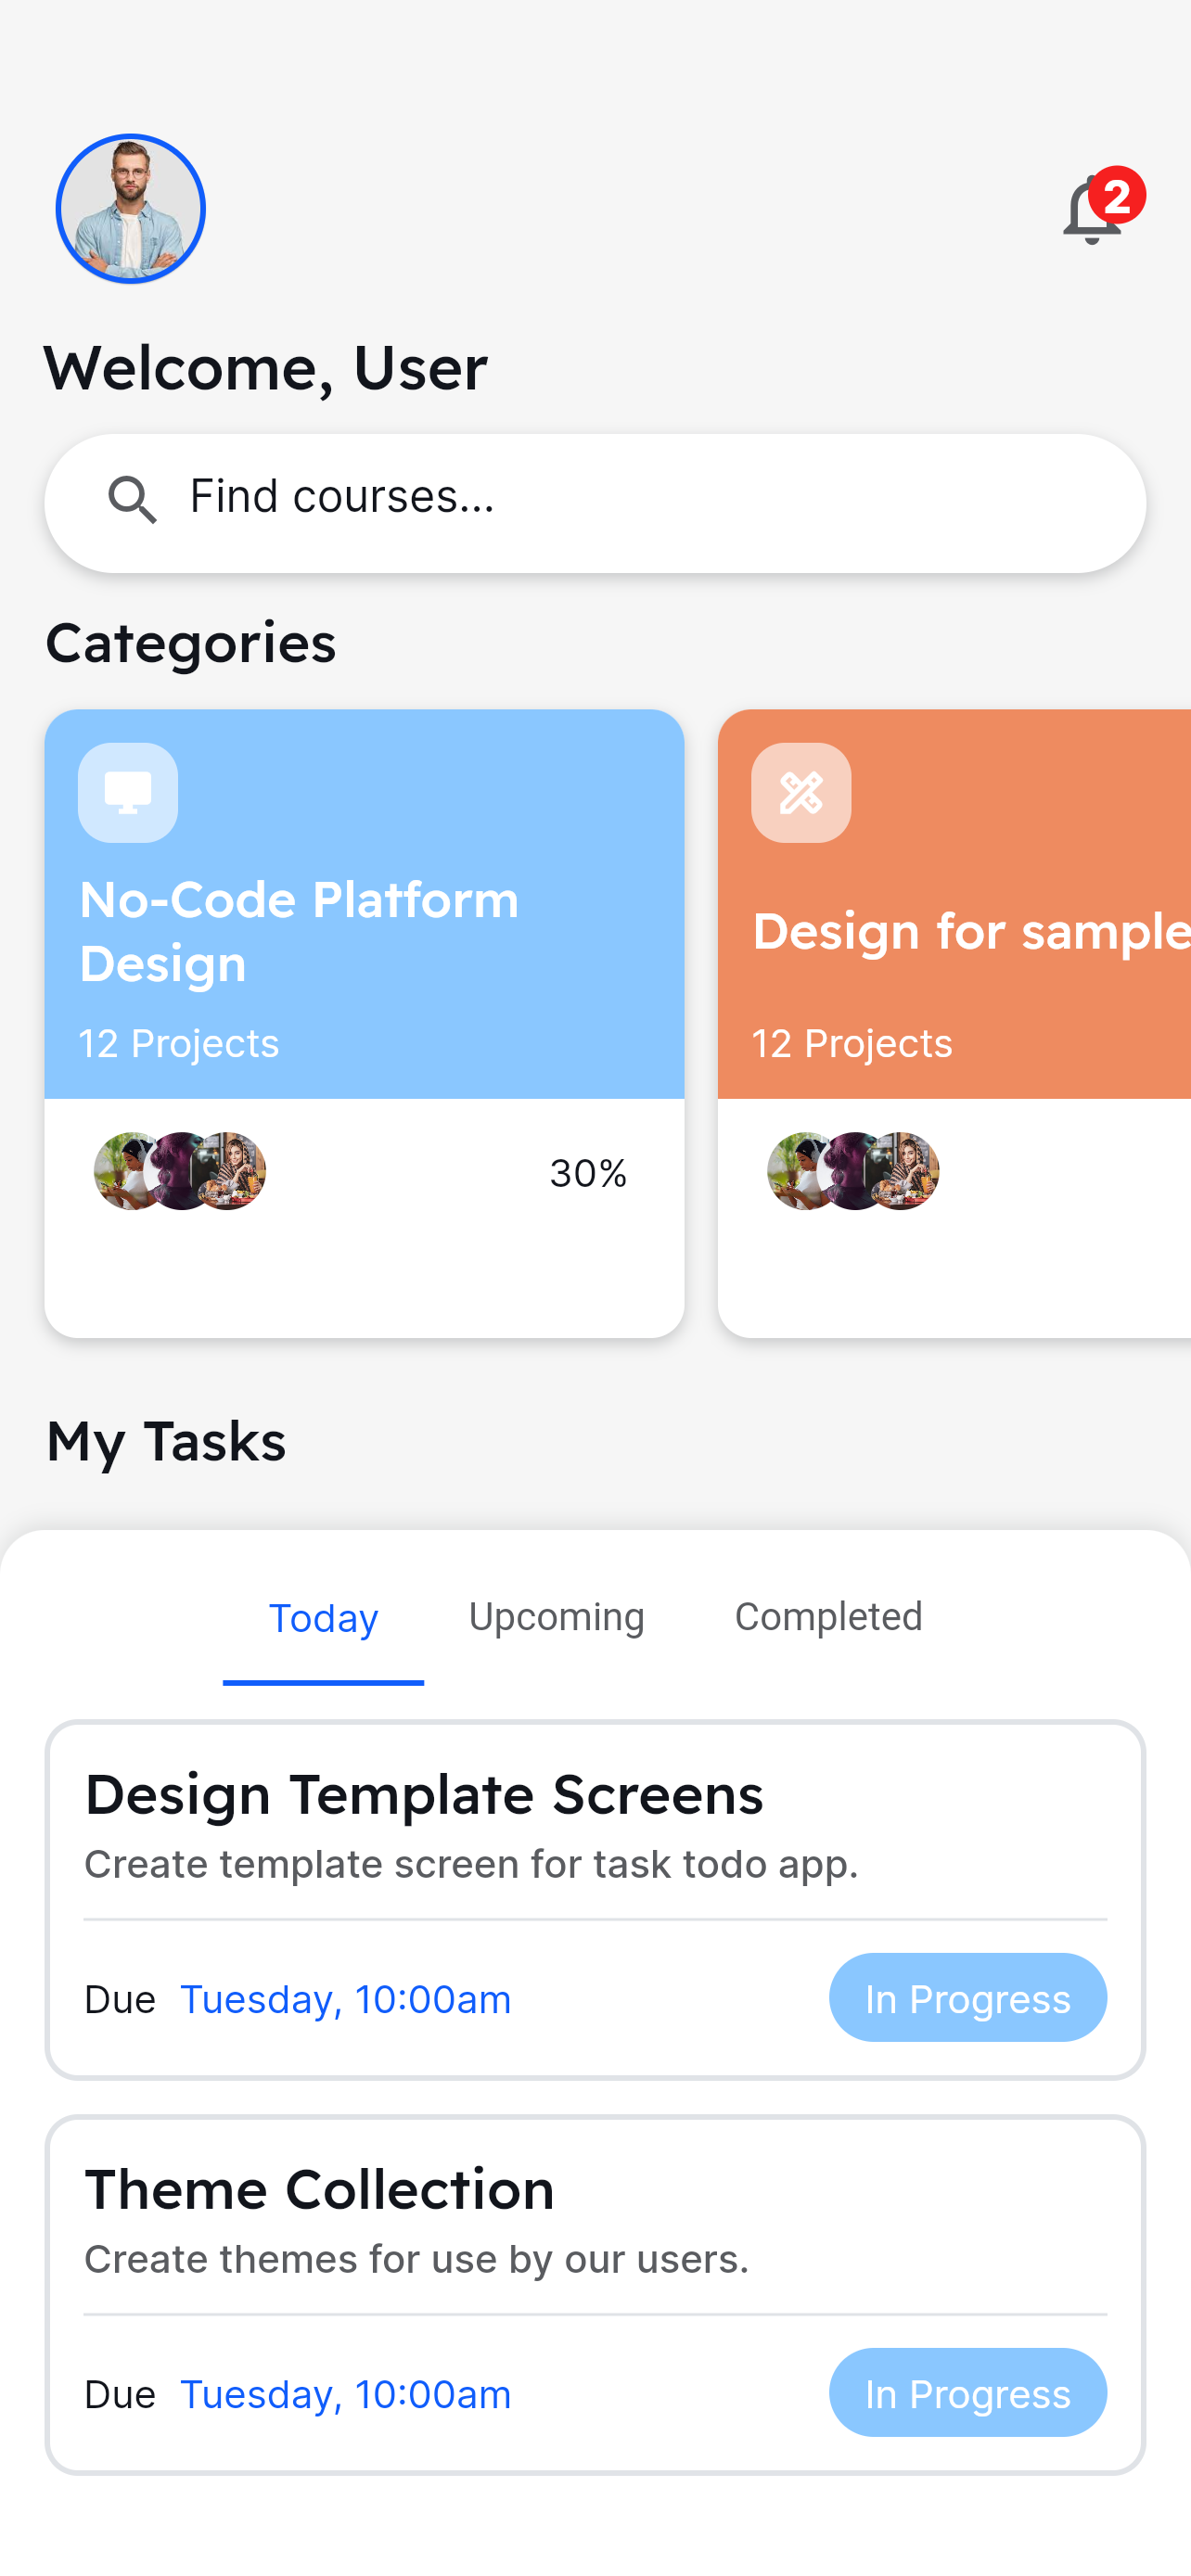 2
Welcome, User
Find courses...
Categories
No-Code Platform
Design
12 Projects
30%
Design for sample
12 Projects
My Tasks
Today Upcoming Completed
Design Template Screens
Create template screen for task todo app.
Due Tuesday, 10:00am In Progress
Theme Collection
Create themes for use by our users.
Due Tuesday, 10:00am In Progress